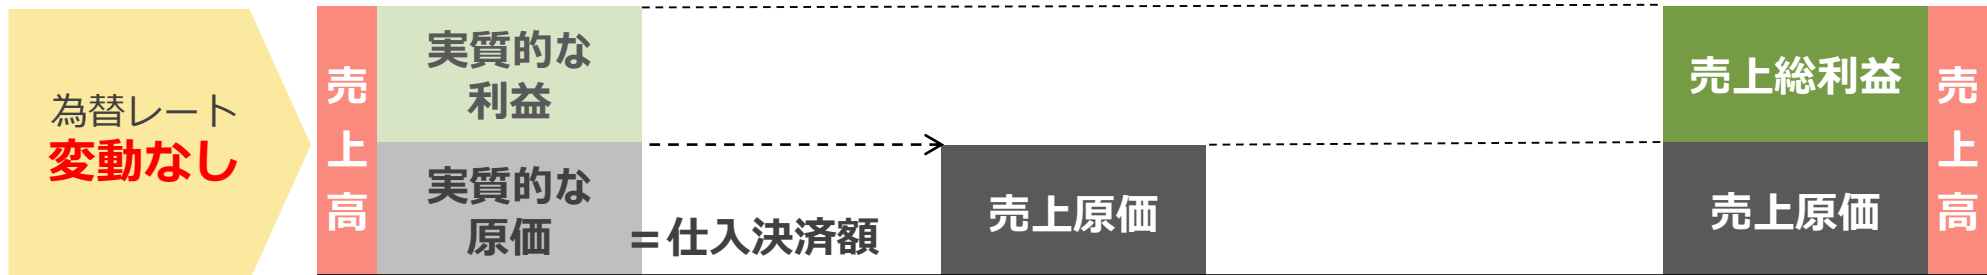 為替レート
変動なし
売上高
実質的な
利益
実質的な
原価
＝仕入決済額
売上原価
売上総利益
売上原価
売上高